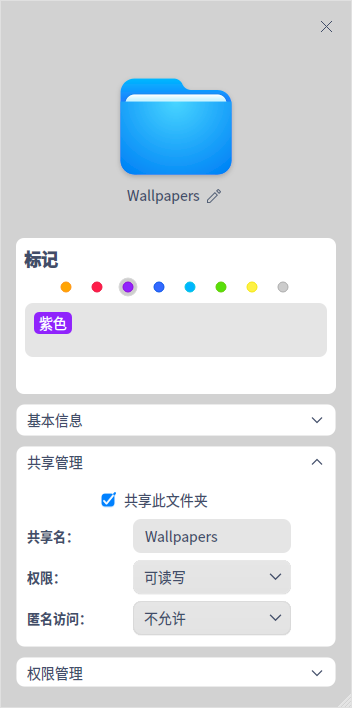 Wallpapers
标记
紫色
基本信息
共享管理
共享此文件夹
共享名: Wallpapers
权限: 可读写
匿名访问: 不允许
权限管理